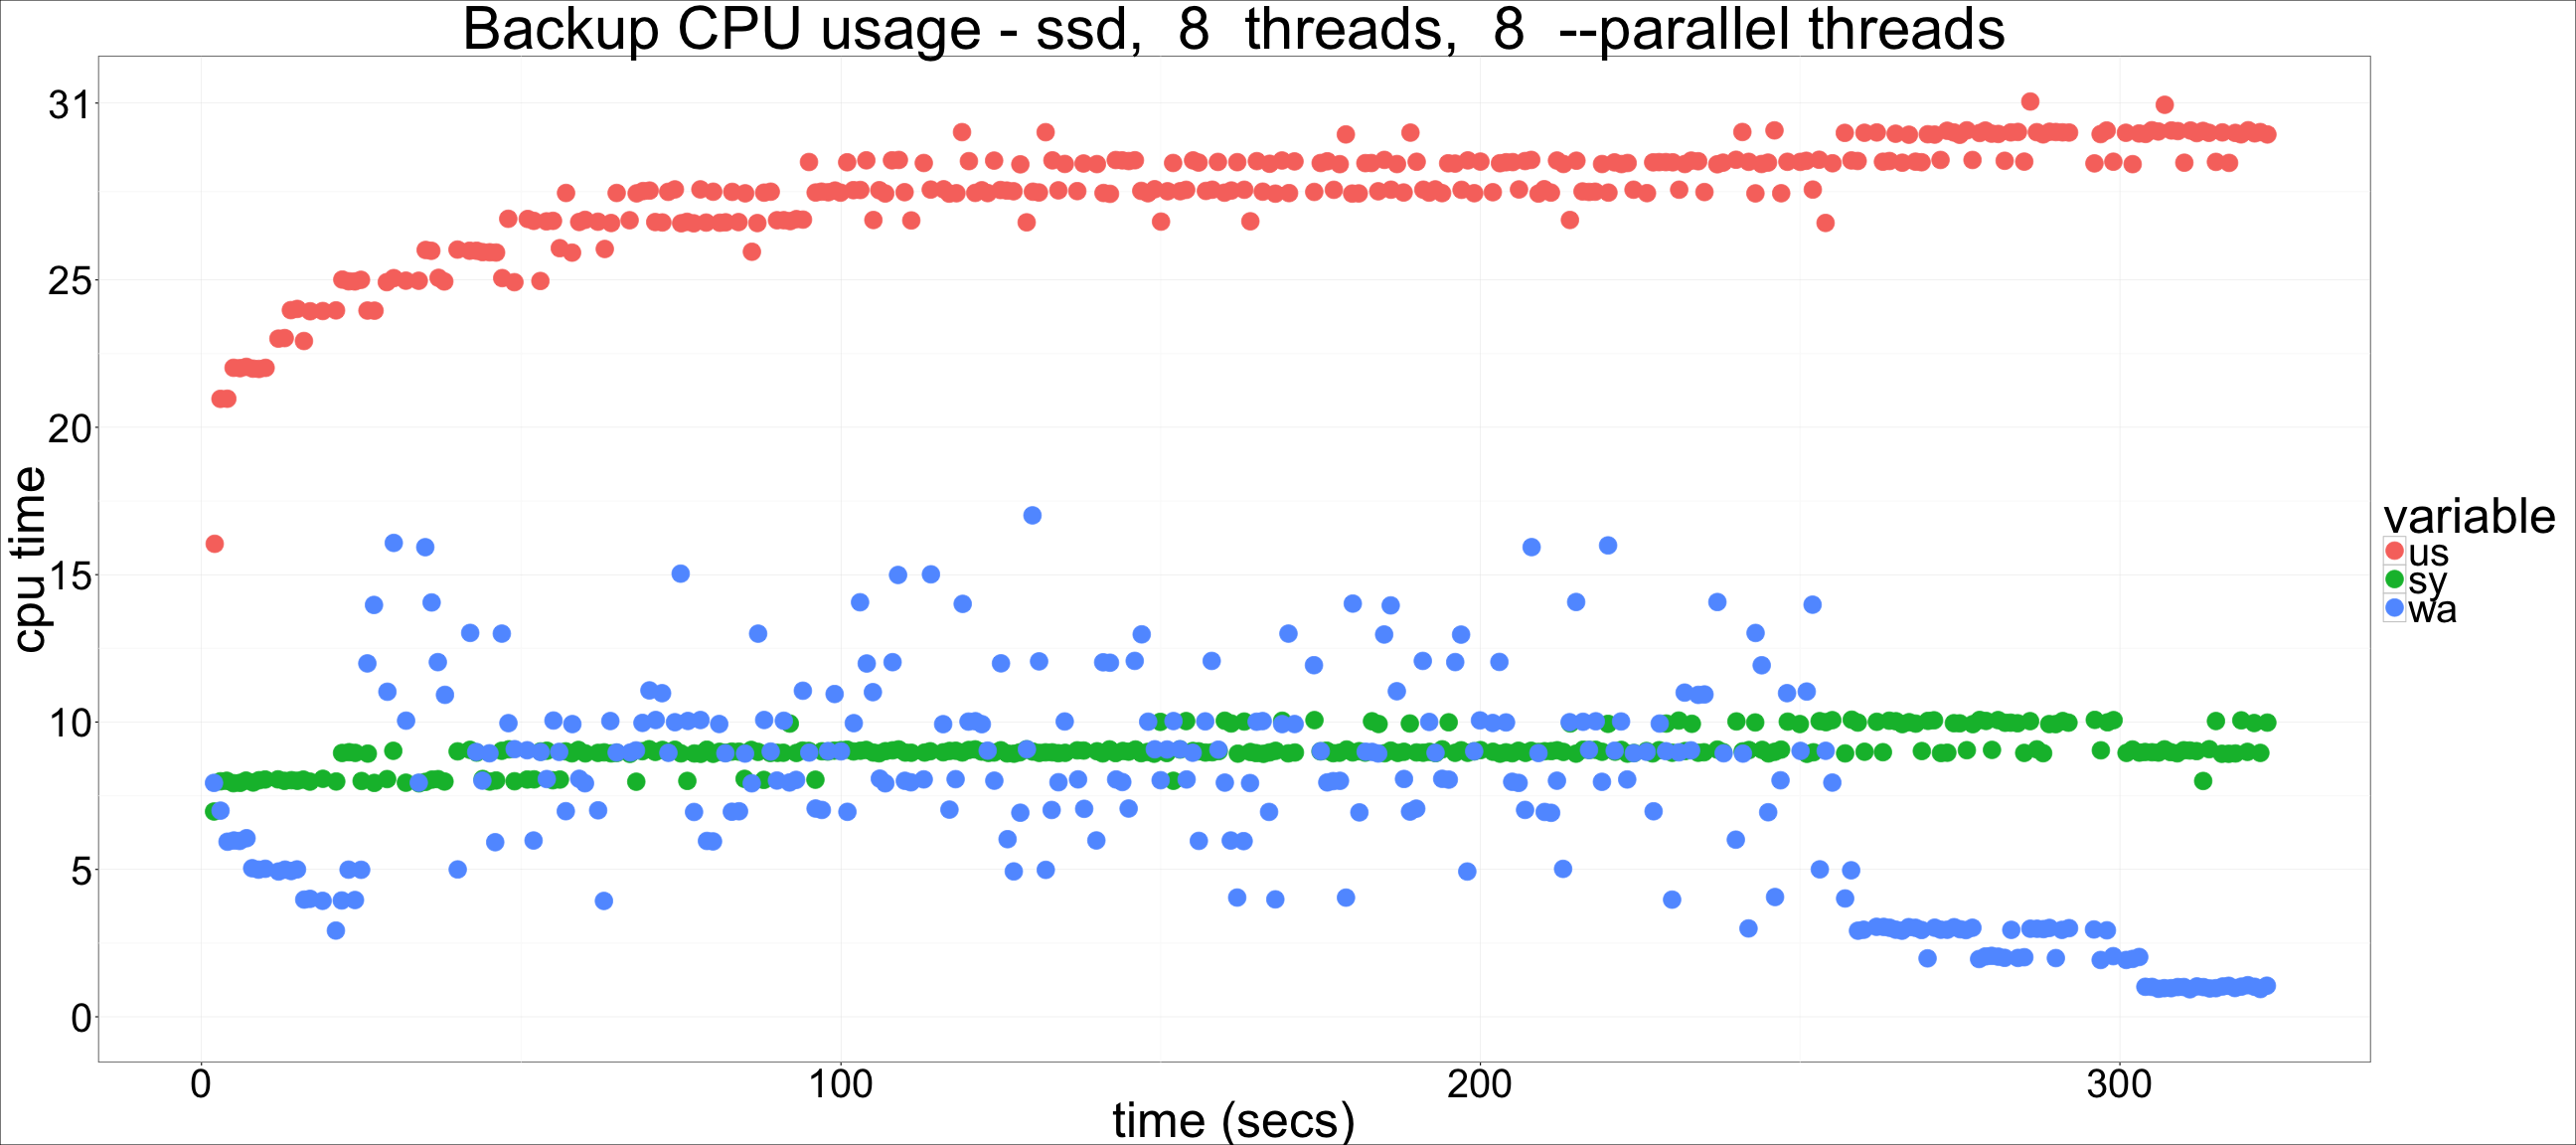 Backup CPU usage - ssd,  8  threads,  8  --parallel threads
cpu time
31
25
20
15
10
5
0
0 100 200 300
time (secs)
variable
us
sy
wa